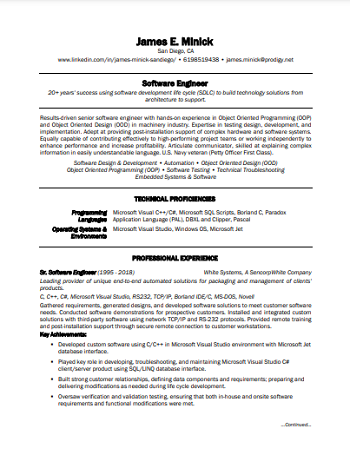 James E. Minick
San Diego, CA
www.linkedin.com/in/james-minick-sandiego/ • 6198519438 • james.minick@prodigy.net
Software Engineer
20+ years' success using software development life cycle (SDLC) to build technology solutions from
architecture to support.
Results-driven senior software engineer with hands-on experience in Object Oriented Programming (OOP)
and Object Oriented Design (OOD) in machinery industry. Expertise in testing design, development, and
implementation. Adept at providing post-installation support of complex hardware and software systems.
Equally capable of contributing effectively to high-performing project teams or working independently to
enhance performance and increase profitability. Articulate communicator, skilled at explaining complex
information in easily understandable language. U.S. Navy veteran (Petty Officer First Class).
Software Design & Development • Automation • Object Oriented Design (OOD)
Object Oriented Programming (OOP) • Software Testing • Technical Troubleshooting
Embedded Systems & Software
TECHNICAL PROFICIENCIES
Programming Microsoft Visual C++/C#, Microsoft SQL Scripts, Borland C, Paradox
Languages Application Language (PAL), DBXL and Clipper, Pascal
Operating Systems & Microsoft Visual Studio, Windows OS, Microsoft Jet
Environments
PROFESSIONAL EXPERIENCE
Sr. Software Engineer (1995 - 2018) White Systems, A SencorpWhite Company
Leading provider of unique end-to-end automated solutions for packaging and management of clients'
products.
C, C++, C#, Microsoft Visual Studio, RS-232, TCP/IP, Borland IDE/C, MS-DOS, Novell
Gathered requirements, generated designs, and developed software solutions to meet customer software
needs. Conducted software demonstrations for prospective customers. Installed and integrated custom
solutions with third-party software using network TCP/IP and RS-232 protocols. Provided remote training
and post installation support through secure remote connection to customer workstations.
Key Achievements:
• Developed custom software using C/C++ in Microsoft Studio environment with Microsoft Jet
database interface.
• Played key role in developing, troubleshooting, and maintaining Microsoft Visual Studio C#
client/server product using SQL/LINQ database interface.
• Built strong customer relationships, defining data components and requirements; preparing and
delivering modifications as needed during life cycle development.
• Oversaw verification and validation testing, ensuring that both in-house and onsite software
requirements and functional modifications were met.
...Continued...